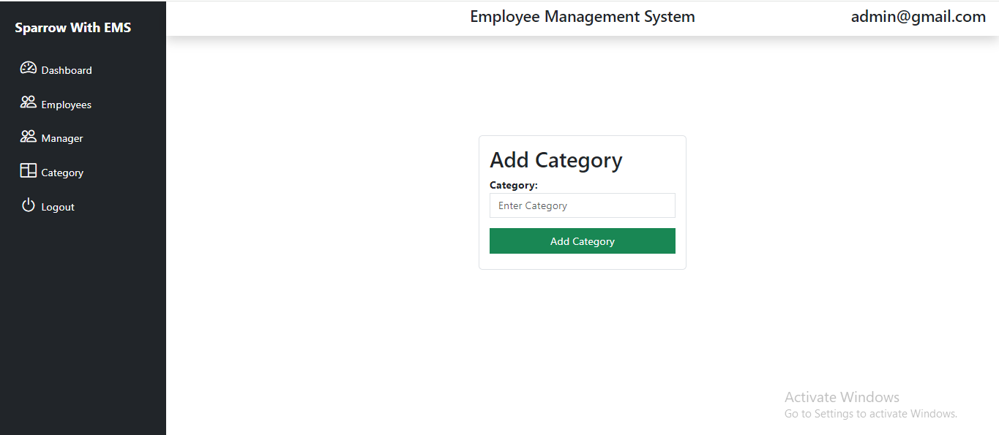 Sparrow With EMS
Dashboard
Employees
Manager
Category
Logout
Employee Management System
admin@gmail.com
Add Category
Category:
Enter Category
Add Category
Activate Windows
Go to Settings to activate Windows.